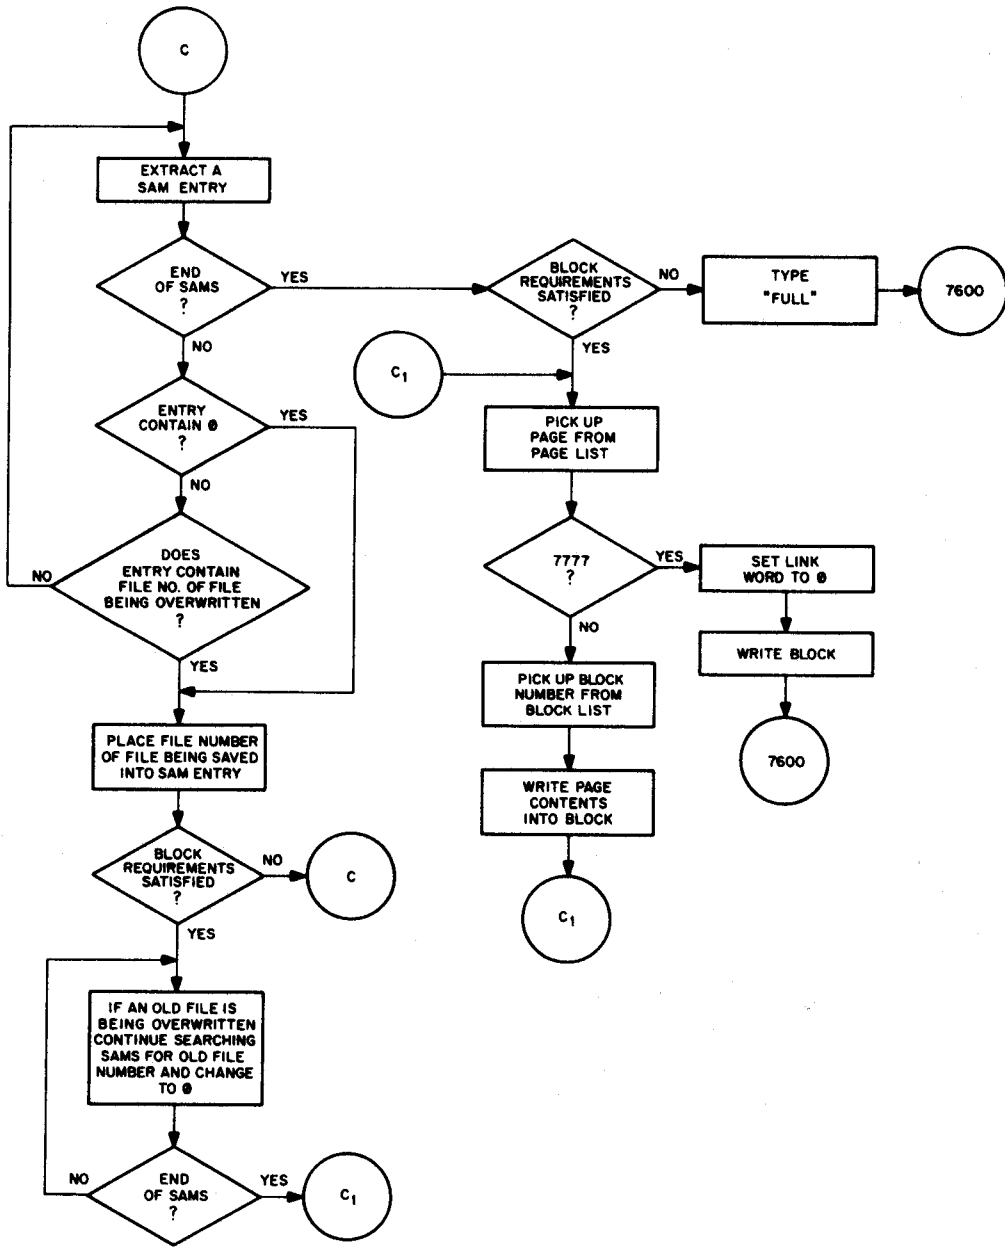 C
EXTRACT A
SAM ENTRY
END
OF SAMS
?
YES
NO
ENTRY
CONTAIN Ø
?
YES
NO
DOES
ENTRY CONTAIN
FILE NO. OF FILE
BEING OVERWRITTEN
?
NO
YES
PLACE FILE NUMBER
OF FILE BEING SAVED
INTO SAM ENTRY
BLOCK
REQUIREMENTS
SATISFIED
?
NO
C
YES
IF AN OLD FILE IS
BEING OVERWRITTEN
CONTINUE SEARCHING
SAMS FOR OLD FILE
NUMBER AND CHANGE
TO Ø
END
OF SAMS
?
NO
YES
C1
BLOCK
REQUIREMENTS
SATISFIED
?
NO
TYPE
"FULL"
7600
YES
C1
PICK UP
PAGE FROM
PAGE LIST
7777
?
YES
SET LINK
WORD TO Ø
WRITE BLOCK
7600
NO
PICK UP BLOCK
NUMBER FROM
BLOCK LIST
WRITE PAGE
CONTENTS
INTO BLOCK
C1